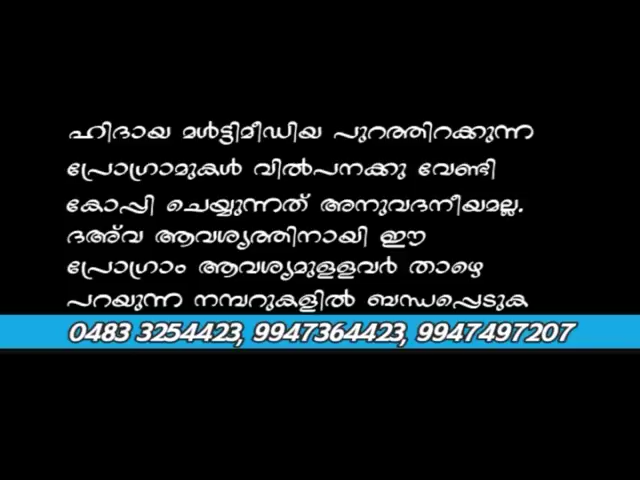 ഹിദായ മൾട്ടിമീഡിയ പുറത്തിറക്കുന്ന
പ്രോഗ്രാമുകൾ വിൽപനക്കു വേണ്ടി
കോപ്പി ചെയ്യുന്നത് അനുവദനീയമല്ല.
ദഅ്വ ആവശ്യത്തിനായി ഈ
പ്രോഗ്രാം ആവശ്യമുളളവർ താഴെ
പറയുന്ന നമ്പറുകളിൽ ബന്ധപ്പെടുക
0483 3254423, 9947364423, 9947497207